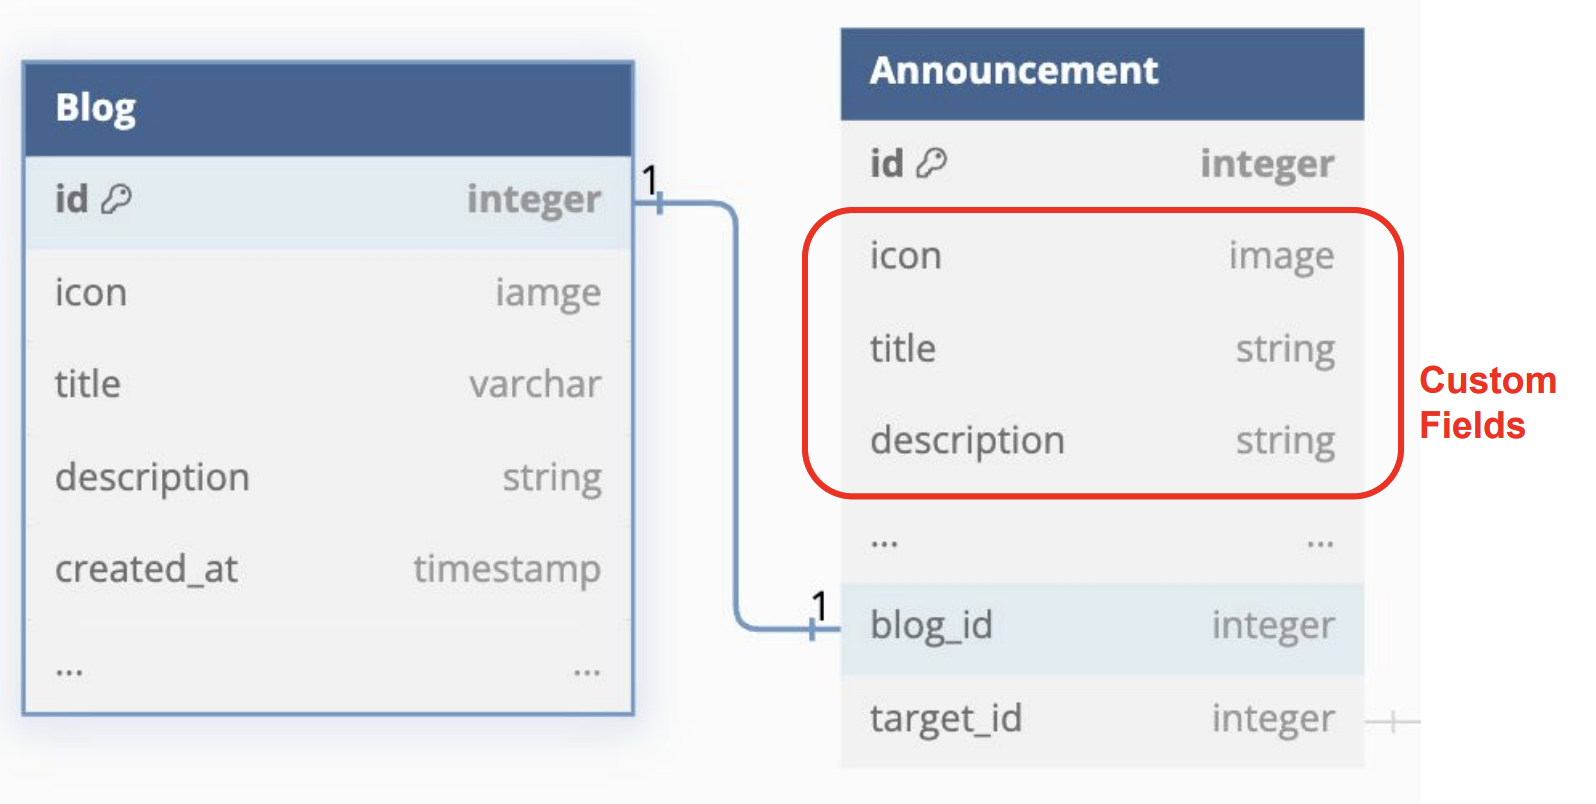 Blog
id integer
icon iamge
title varchar
description string
created_at timestamp
... ...
1
1
Announcement
id integer
icon image
title string
description string
... ...
blog_id integer
target_id integer
Custom
Fields